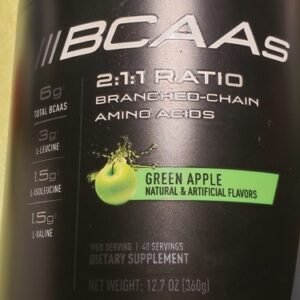 ///BCAAs
2:1:1 RATIO
BRANCHED-CHAIN
AMINO ACIDS
6g
TOTAL BCAAS
3g
L-LEUCINE
1.5g
L-ISOLEUCINE
1.5g
L-VALINE
GREEN APPLE
NATURAL & ARTIFICIAL FLAVORS
PER SERVING | 40 SERVINGS
DIETARY SUPPLEMENT
NET WEIGHT: 12.7 OZ (360g)